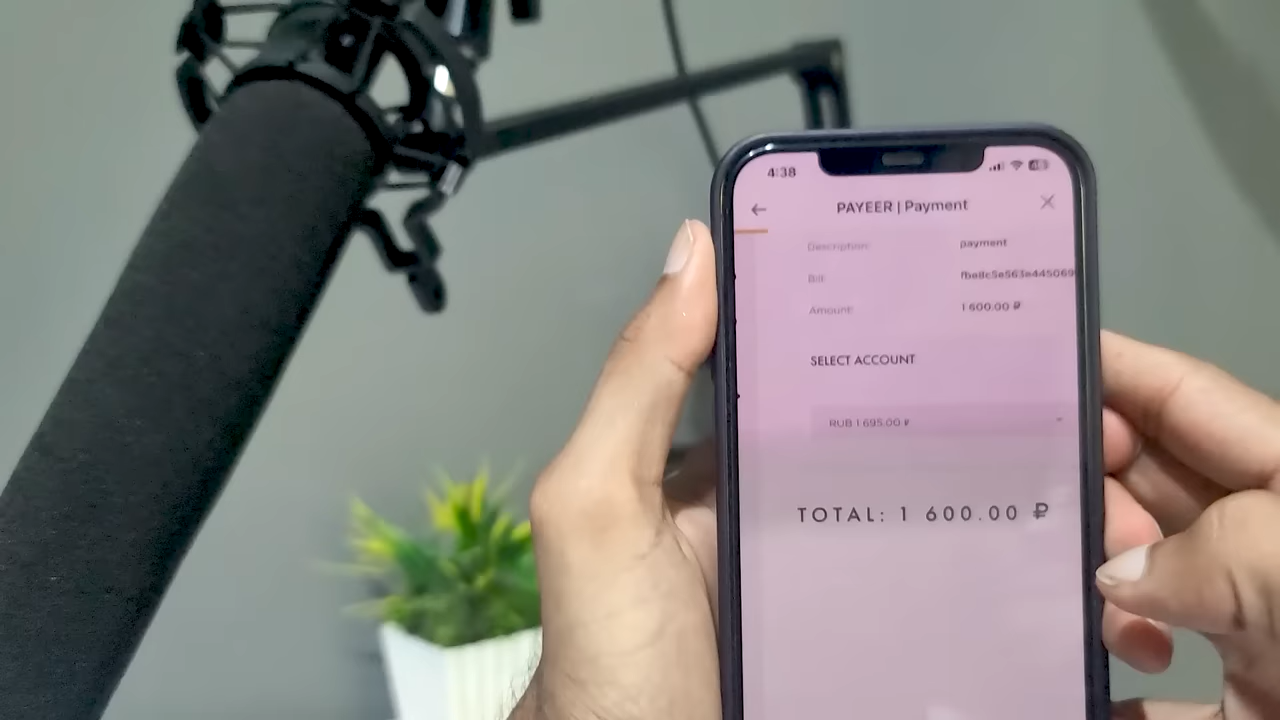 4:38
PAYEER | Payment
Description: payment
Bill:
Amount: 1 600.00 ₽
SELECT ACCOUNT
RUB 1 695.00 ₽
TOTAL: 1 600.00 ₽